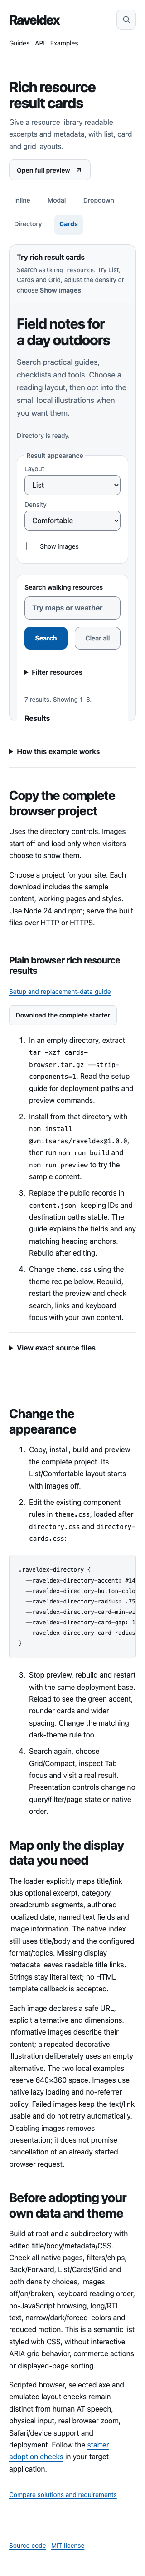 Raveldex
Guides API Examples
Rich resource
result cards
Give a resource library readable
excerpts and metadata, with list, card
and grid layouts.
Open full preview
Inline Modal Dropdown
Directory Cards
Try rich result cards
Search walking resource. Try List,
Cards and Grid, adjust the density or
choose Show images.
Field notes for
a day outdoors
Search practical guides,
checklists and tools. Choose a
reading layout, then opt into the
small local illustrations when
you want them.
Directory is ready.
Result appearance
Layout
List
Density
Comfortable
Show images
Search walking resources
Try maps or weather
Search Clear all
Filter resources
7 results. Showing 1–3.
Results
How this example works
Copy the complete
browser project
Uses the directory controls. Images
start off and load only when visitors
choose to show them.
Choose a project for your site. Each
download includes the sample
content, working pages and styles.
Use Node 24 and npm; serve the built
files over HTTP or HTTPS.
Plain browser rich resource
results
Setup and replacement-data guide
Download the complete starter
1. In an empty directory, extract
tar -xzf cards-
browser.tar.gz --strip-
components=1. Read the setup
guide for deployment paths and
preview commands.
2. Install from that directory with
npm install
@vmitsaras/raveldex@1.0.0,
then run npm run build and
npm run preview to try the
sample content.
3. Replace the public records in
content.json, keeping IDs and
destination paths stable. The
guide explains the fields and any
matching heading anchors.
Rebuild after editing.
4. Change theme.css using the
theme recipe below. Rebuild,
restart the preview and check
search, links and keyboard
focus with your own content.
View exact source files
Change the
appearance
1. Copy, install, build and preview
the complete project. Its
List/Comfortable layout starts
with images off.
2. Edit the existing component
rules in theme.css, loaded after
directory.css and directory-
cards.css:
.raveldex-directory {
--raveldex-directory-accent: #14
--raveldex-directory-button-colo
--raveldex-directory-radius: .75
--raveldex-directory-card-min-wi
--raveldex-directory-card-gap: 1
--raveldex-directory-card-radius
}
3. Stop preview, rebuild and restart
with the same deployment base.
Reload to see the green accent,
rounder cards and wider
spacing. Change the matching
dark-theme rule too.
4. Search again, choose
Grid/Compact, inspect Tab
focus and visit a real result.
Presentation controls change no
query/filter/page state or native
order.
Map only the display
data you need
The loader explicitly maps title/link
plus optional excerpt, category,
breadcrumb segments, authored
localized date, named text fields and
image information. The native index
still uses title/body and the configured
format/topics. Missing display
metadata leaves readable title links.
Strings stay literal text; no HTML
template callback is accepted.
Each image declares a safe URL,
explicit alternative and dimensions.
Informative images describe their
content; a repeated decorative
illustration deliberately uses an empty
alternative. The two local examples
reserve 640×360 space. Images use
native lazy loading and no-referrer
policy. Failed images keep the text/link
usable and do not retry automatically.
Disabling images removes
presentation; it does not promise
cancellation of an already started
browser request.
Before adopting your
own data and theme
Build at root and a subdirectory with
edited title/body/metadata/CSS.
Check all native pages, filters/chips,
Back/Forward, List/Cards/Grid and
both density choices, images
off/on/broken, keyboard reading order,
no-JavaScript browsing, long/RTL
text, narrow/dark/forced-colors and
reduced motion. This is a semantic list
styled with CSS, without interactive
ARIA grid behavior, commerce actions
or displayed-page sorting.
Scripted browser, selected axe and
emulated layout checks remain
distinct from human AT speech,
physical input, real browser zoom,
Safari/device support and
deployment. Follow the starter
adoption checks in your target
application.
Compare solutions and requirements
Source code · MIT license